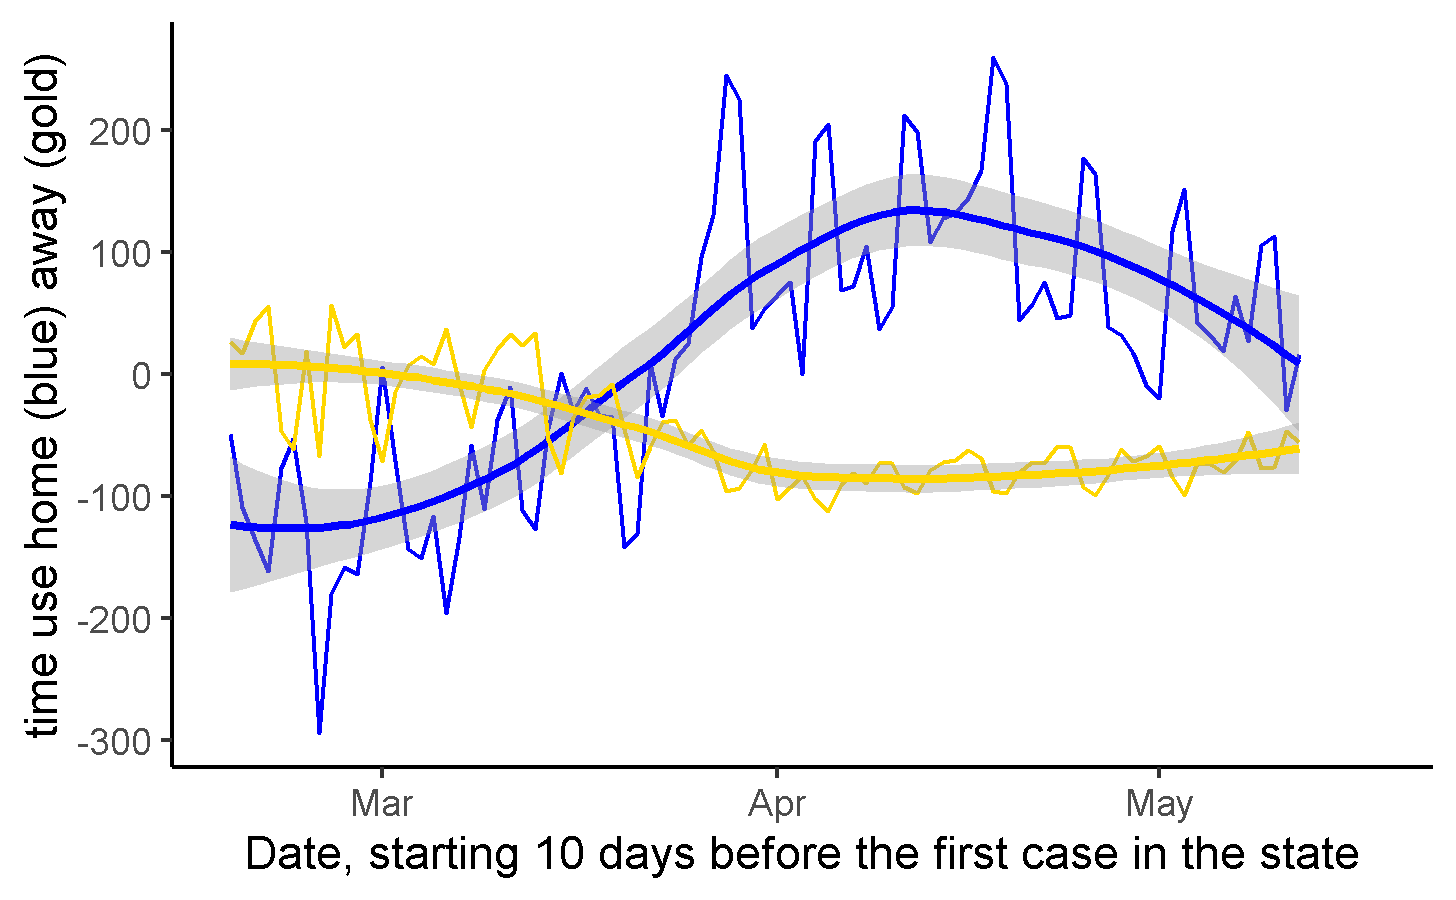 time use home (blue) away (gold)
200
100
0
-100
-200
-300
Mar Apr May
Date, starting 10 days before the first case in the state